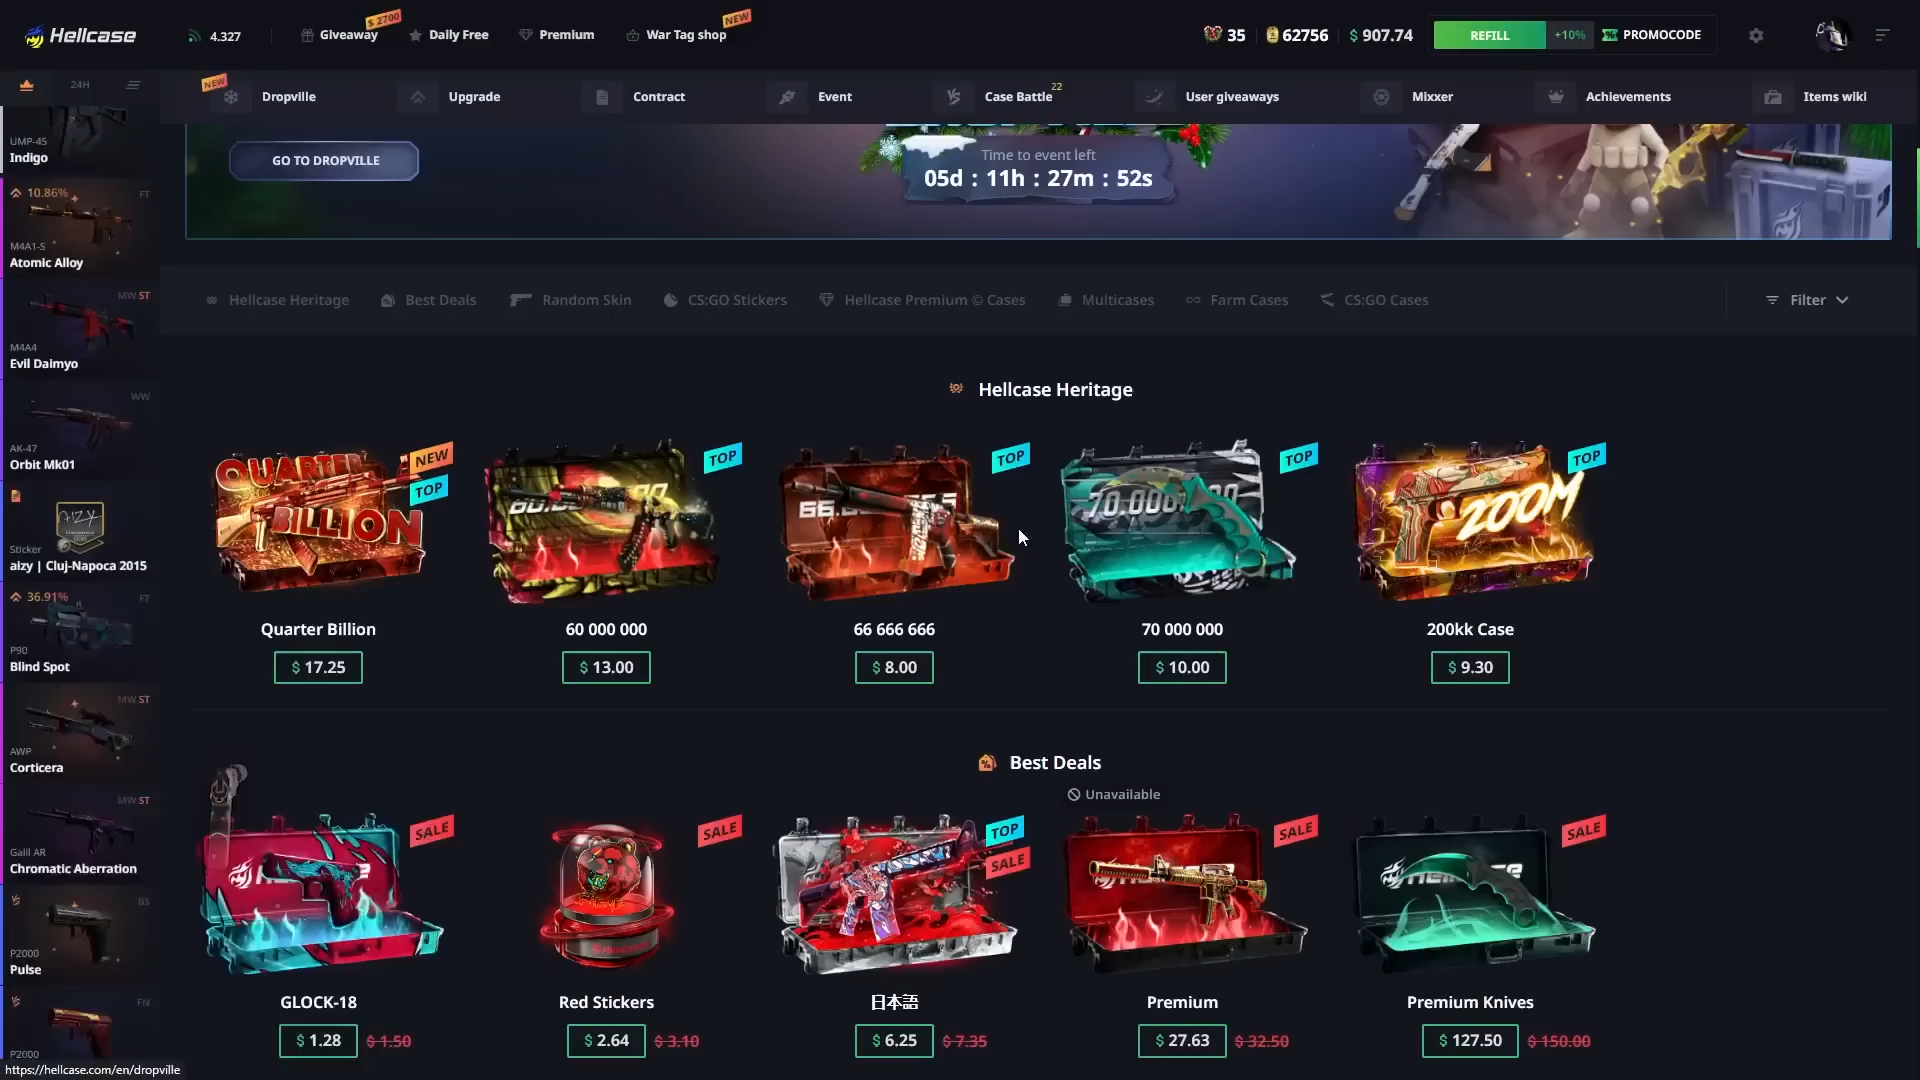 Hellcase
4.327
Giveaway
$ 2700
Daily Free
Premium
War Tag shop
NEW
35
62756
$ 907.74
REFILL
+10%
PROMOCODE
24H
NEW
Dropville
Upgrade
Contract
Event
Case Battle
22
User giveaways
Mixxer
Achievements
Items wiki
UMP-45
Indigo
10.86%
FT
M4A1-S
Atomic Alloy
MW ST
M4A4
Evil Daimyo
WW
AK-47
Orbit Mk01
Sticker
aizy | Cluj-Napoca 2015
36.91%
FT
P90
Blind Spot
MW ST
AWP
Corticera
MW ST
Galil AR
Chromatic Aberration
BS
P2000
Pulse
FN
P2000
GO TO DROPVILLE
Time to event left
05d : 11h : 27m : 52s
Hellcase Heritage
Best Deals
Random Skin
CS:GO Stickers
Hellcase Premium © Cases
Multicases
Farm Cases
CS:GO Cases
Filter
Hellcase Heritage
QUARTER
BILLION
NEW
TOP
TOP
TOP
70.000
TOP
200M
TOP
Quarter Billion
60 000 000
66 666 666
70 000 000
200kk Case
$ 17.25
$ 13.00
$ 8.00
$ 10.00
$ 9.30
Best Deals
Unavailable
SALE
SALE
TOP
SALE
SALE
SALE
GLOCK-18
Red Stickers
日本語
Premium
Premium Knives
$ 1.28 $ 1.50
$ 2.64 $ 3.10
$ 6.25 $ 7.35
$ 27.63 $ 32.50
$ 127.50 $ 150.00
https://hellcase.com/en/dropville